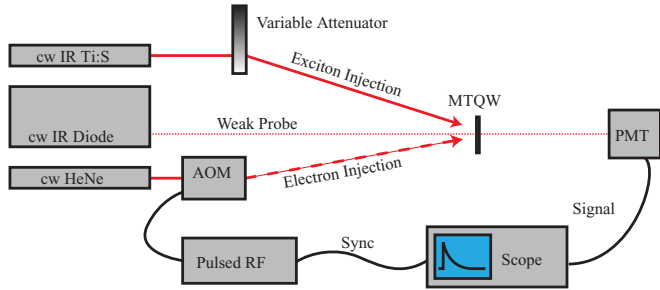 Variable Attenuator
cw IR Ti:S
Exciton Injection
MTQW
cw IR Diode
Weak Probe
PMT
cw HeNe
AOM
Electron Injection
Signal
Pulsed RF
Sync
Scope